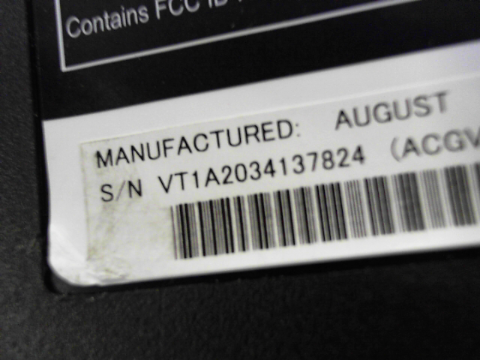 Contains FCC ID
MANUFACTURED: AUGUST
S/N VT1A2034137824 (ACGV